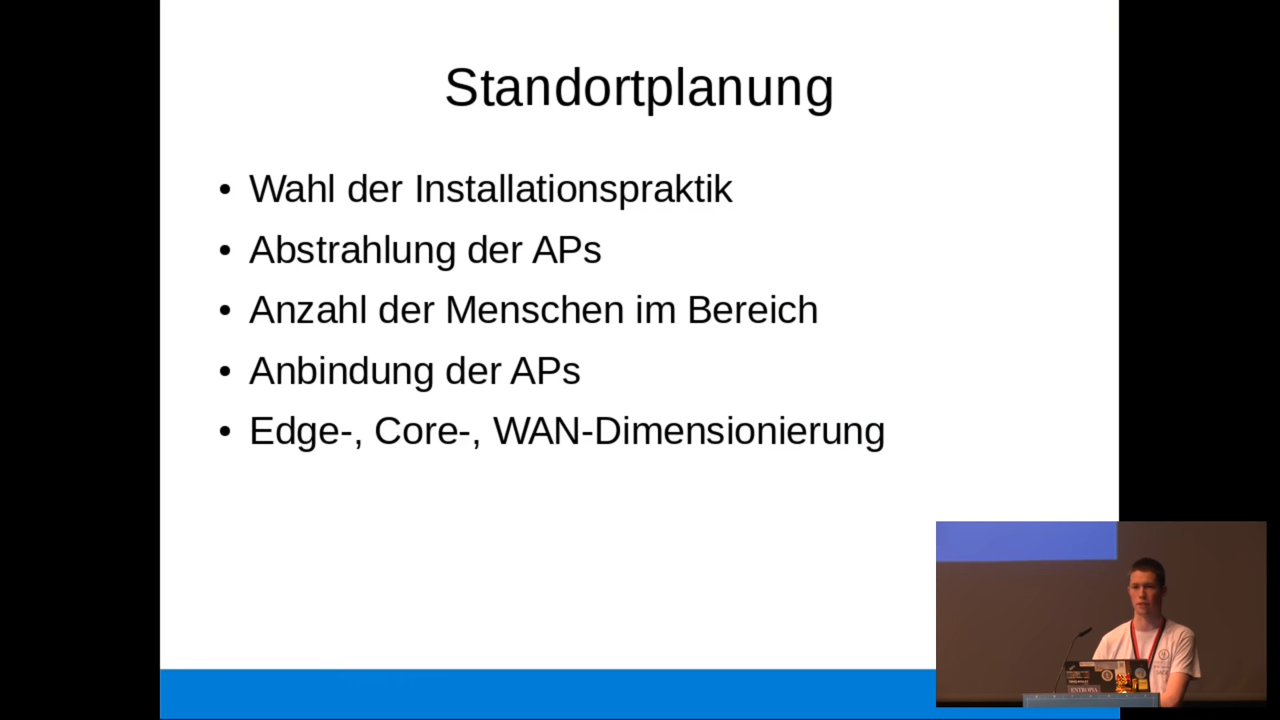 Standortplanung
• Wahl der Installationspraktik
• Abstrahlung der APs
• Anzahl der Menschen im Bereich
• Anbindung der APs
• Edge-, Core-, WAN-Dimensionierung
ENTROPIA